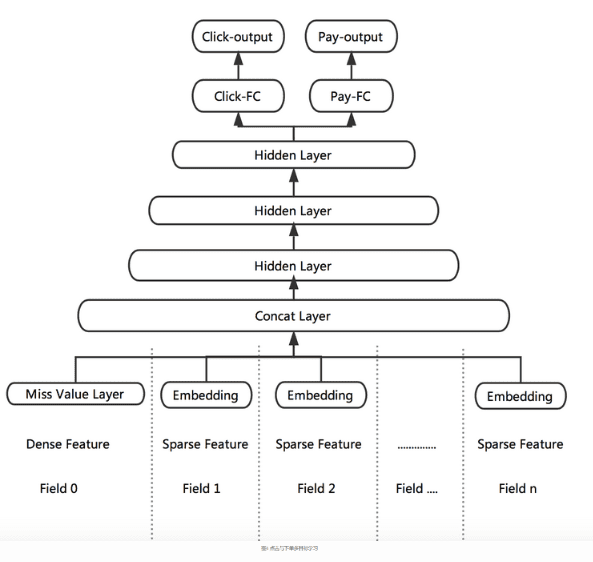 Click-output Pay-output
Click-FC Pay-FC
Hidden Layer
Hidden Layer
Hidden Layer
Concat Layer
Miss Value Layer Embedding Embedding Embedding
Dense Feature Sparse Feature Sparse Feature .............. Sparse Feature
Field 0 Field 1 Field 2 Field .... Field n